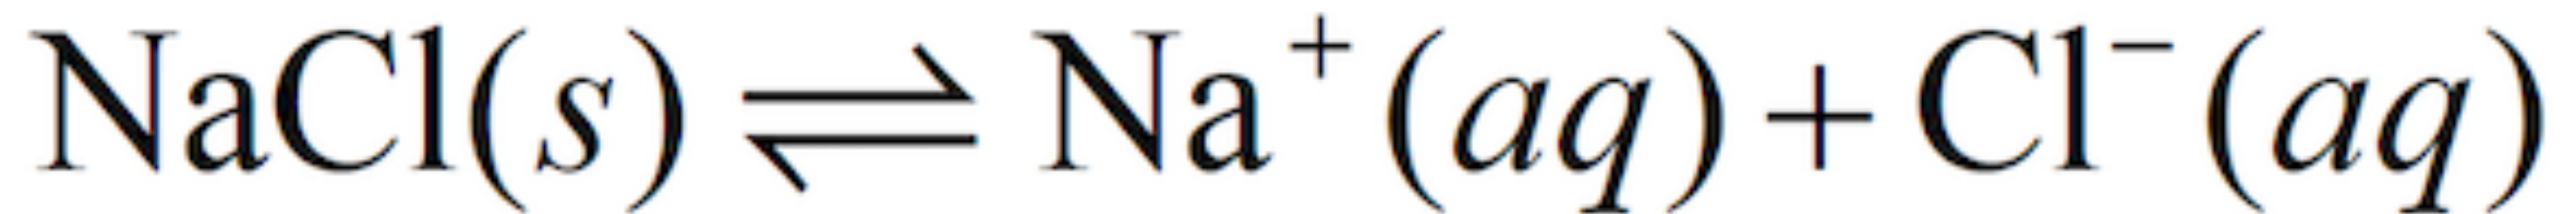 NaCl(s) ⇌ Na⁺(aq) + Cl⁻(aq)